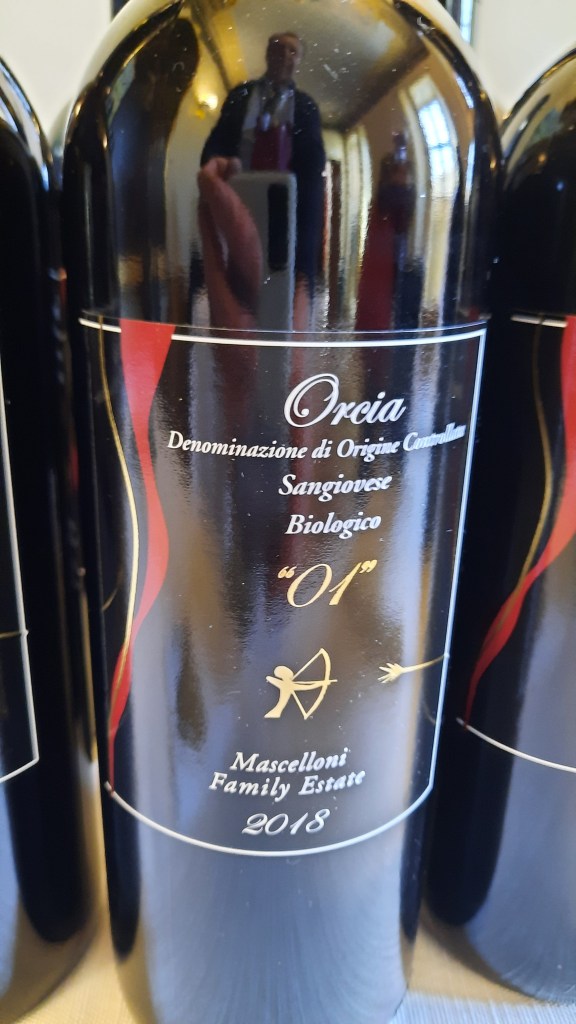 Orcia
Denominazione di Origine Controllata
Sangiovese
Biologico
“01”
Mascelloni
Family Estate
2018